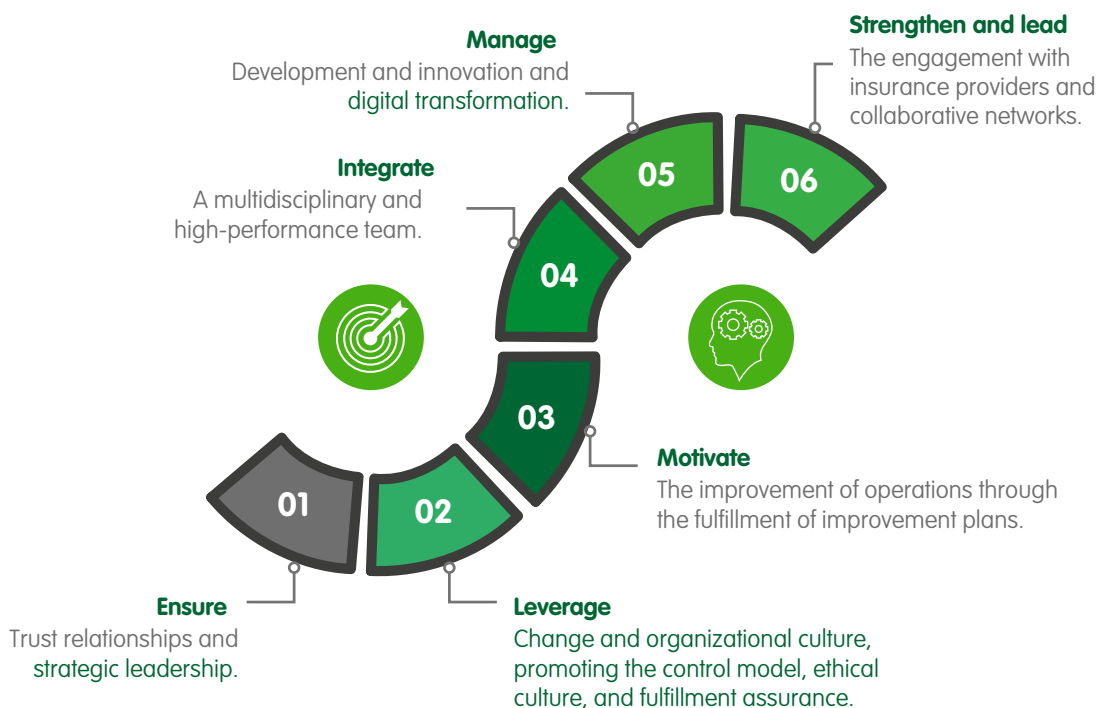 Strengthen and lead
The engagement with
insurance providers and
collaborative networks.
Manage
Development and innovation and
digital transformation.
05
06
Integrate
A multidisciplinary and
high-performance team.
04
03
Motivate
The improvement of operations through
the fulfillment of improvement plans.
01
02
Ensure
Trust relationships and
strategic leadership.
Leverage
Change and organizational culture,
promoting the control model, ethical
culture, and fulfillment assurance.